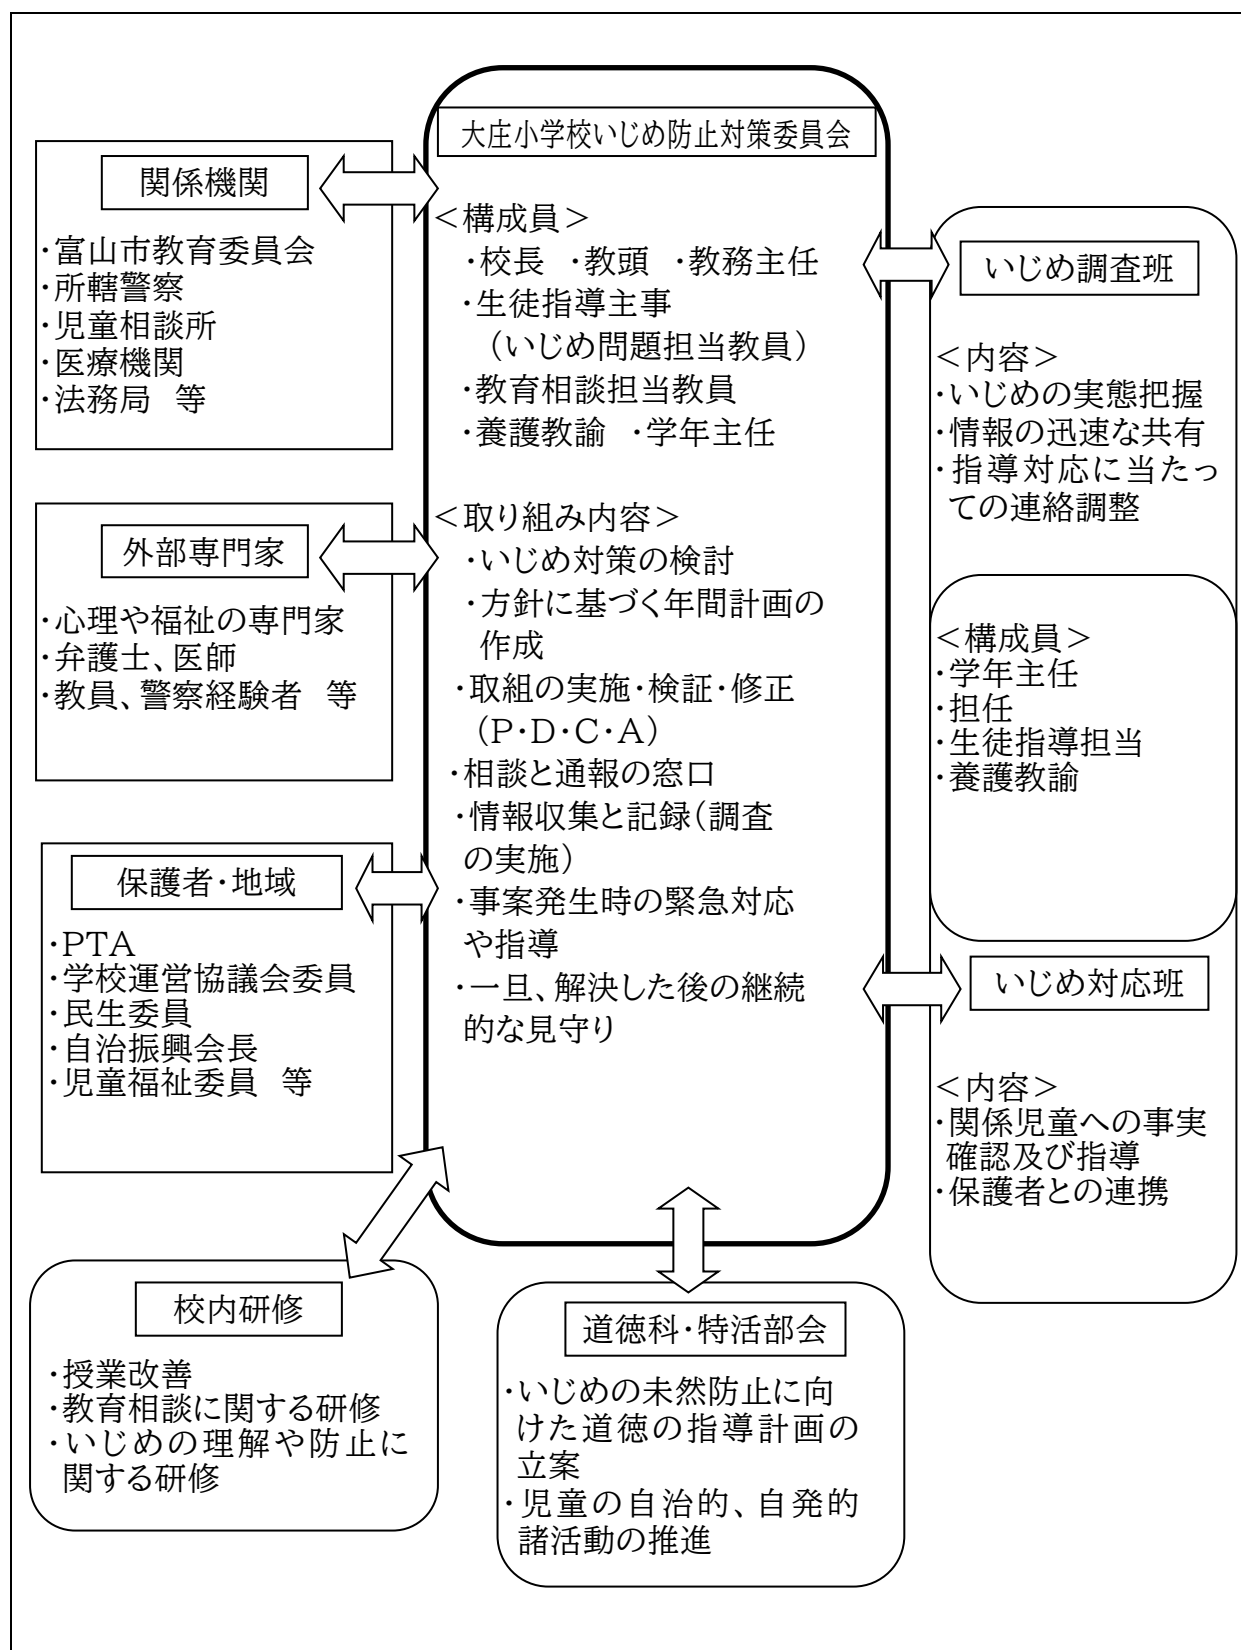 大庄小学校いじめ防止対策委員会
＜構成員＞
・校長　・教頭　・教務主任
・生徒指導主事
（いじめ問題担当教員）
・教育相談担当教員
・養護教諭　・学年主任
＜取り組み内容＞
・いじめ対策の検討
・方針に基づく年間計画の
作成
・取組の実施・検証・修正
（P・D・C・A）
・相談と通報の窓口
・情報収集と記録（調査
の実施）
・事案発生時の緊急対応
や指導
・一旦、解決した後の継続
的な見守り
関係機関
・富山市教育委員会
・所轄警察
・児童相談所
・医療機関
・法務局　等
外部専門家
・心理や福祉の専門家
・弁護士、医師
・教員、警察経験者　等
保護者・地域
・PTA
・学校運営協議会委員
・民生委員
・自治振興会長
・児童福祉委員　等
いじめ調査班
＜内容＞
・いじめの実態把握
・情報の迅速な共有
・指導対応に当たっ
ての連絡調整
＜構成員＞
・学年主任
・担任
・生徒指導担当
・養護教諭
いじめ対応班
＜内容＞
・関係児童への事実
確認及び指導
・保護者との連携
校内研修
・授業改善
・教育相談に関する研修
・いじめの理解や防止に
関する研修
道徳科・特活部会
・いじめの未然防止に向
けた道徳の指導計画の
立案
・児童の自治的、自発的
諸活動の推進